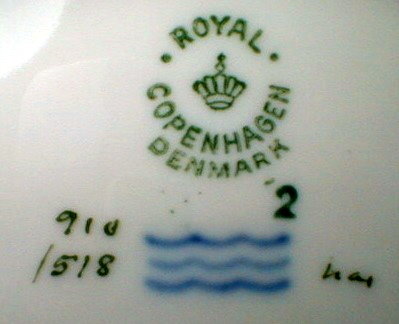 ROYAL
COPENHAGEN
DENMARK
2
910
/518